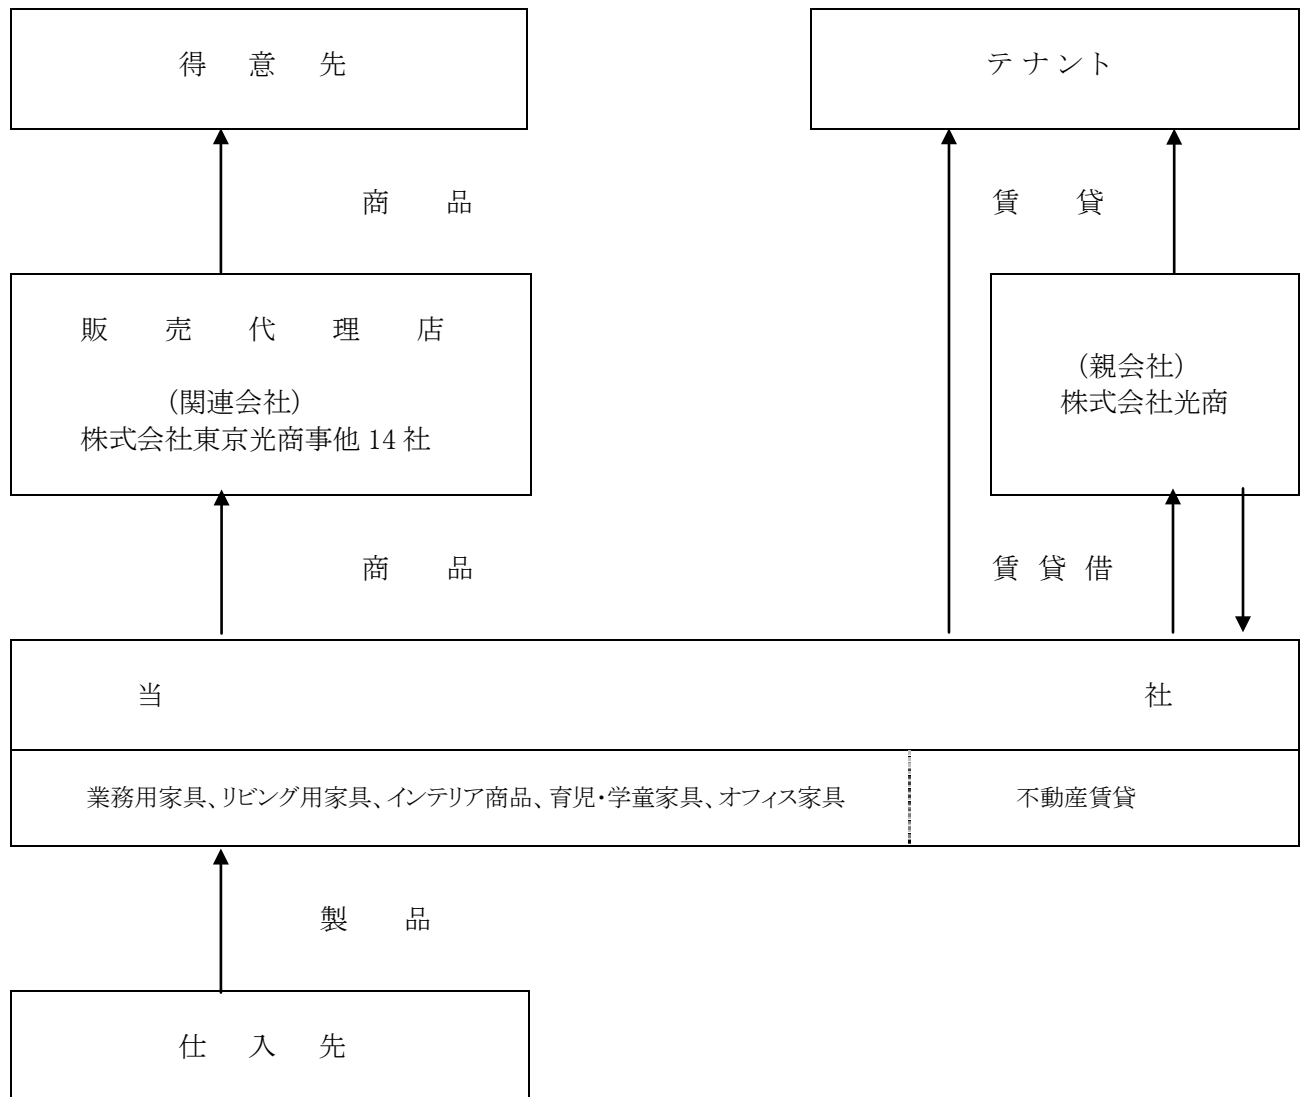 得意先
テナント
商品
賃貸
販売代理店
(関連会社)
株式会社東京光商事他 14 社
(親会社)
株式会社光商
商品
賃貸借
当社
業務用家具、リビング用家具、インテリア商品、育児・学童家具、オフィス家具
不動産賃貸
製品
仕入先